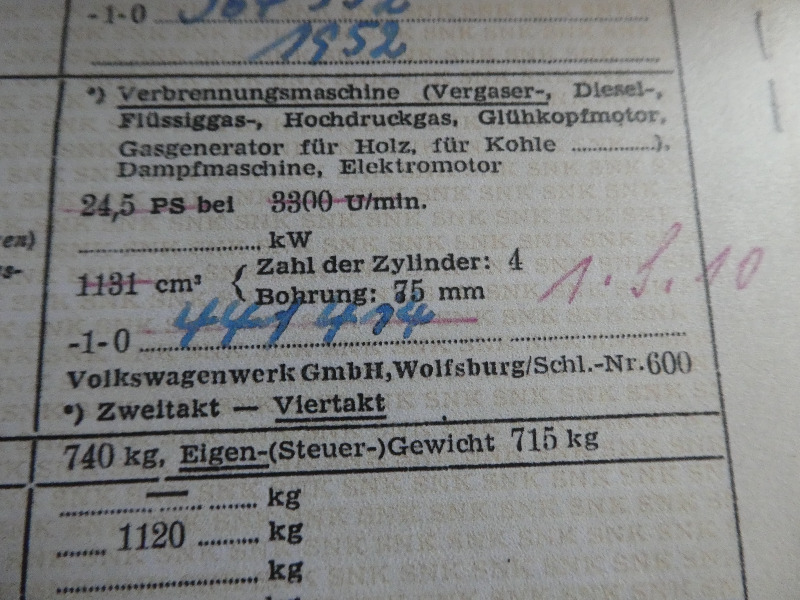 -1-0
1952
*) Verbrennungsmaschine (Vergaser-, Diesel-,
Flüssiggas-, Hochdruckgas, Glühkopfmotor,
Gasgenerator für Holz, für Kohle ...............),
Dampfmaschine, Elektromotor
24,5 PS bei 3300 U/min.
en)
............................ kW
s-
1131 cm³ { Zahl der Zylinder: 4
Bohrung: 75 mm
-1-0
Volkswagenwerk GmbH, Wolfsburg/Schl.-Nr. 600
*) Zweitakt — Viertakt
740 kg, Eigen-(Steuer-)Gewicht 715 kg
— ........ kg
........ 1120 .......... kg
............................ kg